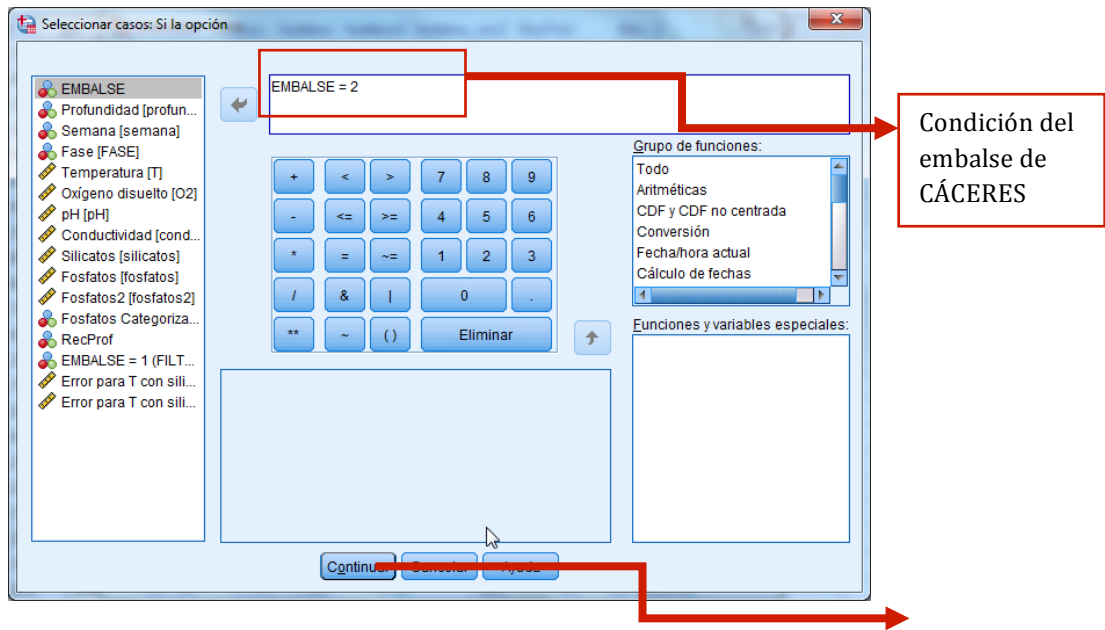 Seleccionar casos: Si la opción
EMBALSE
Profundidad [profun...
Semana [semana]
Fase [FASE]
Temperatura [T]
Oxígeno disuelto [O2]
pH [pH]
Conductividad [cond...
Silicatos [silicatos]
Fosfatos [fosfatos]
Fosfatos2 [fosfatos2]
Fosfatos Categoriza...
RecProf
EMBALSE = 1 (FILT...
Error para T con sili...
Error para T con sili...
EMBALSE = 2
+ < > 7 8 9
- <= >= 4 5 6
* = ~= 1 2 3
/ & | 0 .
** ~ ( ) Eliminar
Grupo de funciones:
Todo
Aritméticas
CDF y CDF no centrada
Conversión
Fecha/hora actual
Cálculo de fechas
Funciones y variables especiales:
Continuar Cancelar Ayuda
Condición del
embalse de
CÁCERES